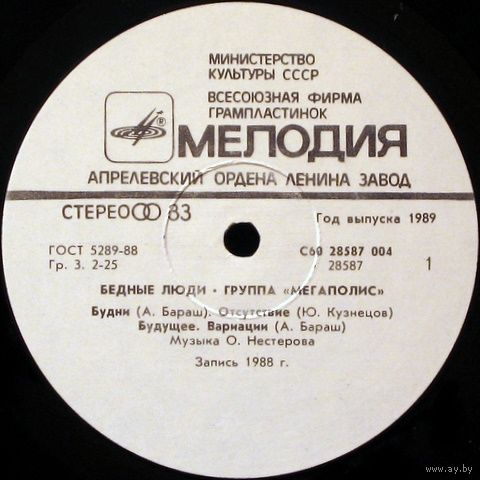 МИНИСТЕРСТВО
КУЛЬТУРЫ СССР
ВСЕСОЮЗНАЯ ФИРМА
ГРАМПЛАСТИНОК
®
МЕЛОДИЯ
АПРЕЛЕВСКИЙ ОРДЕНА ЛЕНИНА ЗАВОД
СТЕРЕО 33
Год выпуска 1989
ГОСТ 5289-88
С60 28587 004
Гр. 3. 2-25
28587
1
БЕДНЫЕ ЛЮДИ • ГРУППА «МЕГАПОЛИС»
Будни (А. Бараш). Отсутствие (Ю. Кузнецов)
Будущее. Вариации (А. Бараш)
Музыка О. Нестерова
Запись 1988 г.
www.ay.by